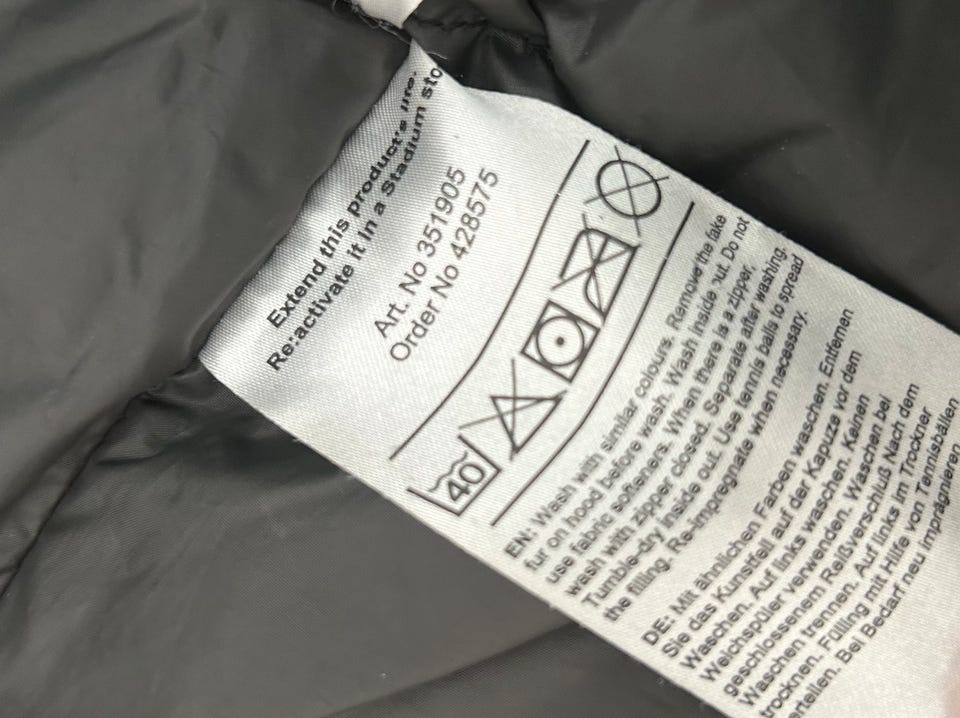 Extend this product's life.
Re:activate it in a Stadium sto
Art. No 351905
Order No 428575
40
EN: Wash with similar colours. Remove the fake
fur on hood before wash. Wash inside out. Do not
use fabric softeners. When there is a zipper,
wash with zipper closed. Separate after washing.
Tumble-dry inside out. Use tennis balls to spread
the filling. Re-impregnate when necessary.
DE: Mit ähnlichen Farben waschen. Entfernen
Sie das Kunstfell auf der Kapuze vor dem
Waschen. Auf links waschen. Keinen
Weichspüler verwenden. Waschen bei
geschlossenem Reißverschluß Nach dem
Waschen trennen. Auf links im Trockner
trocknen. Fülling mit Hilfe von Tennisbällen
erteilen. Bei Bedarf neu imprägnieren